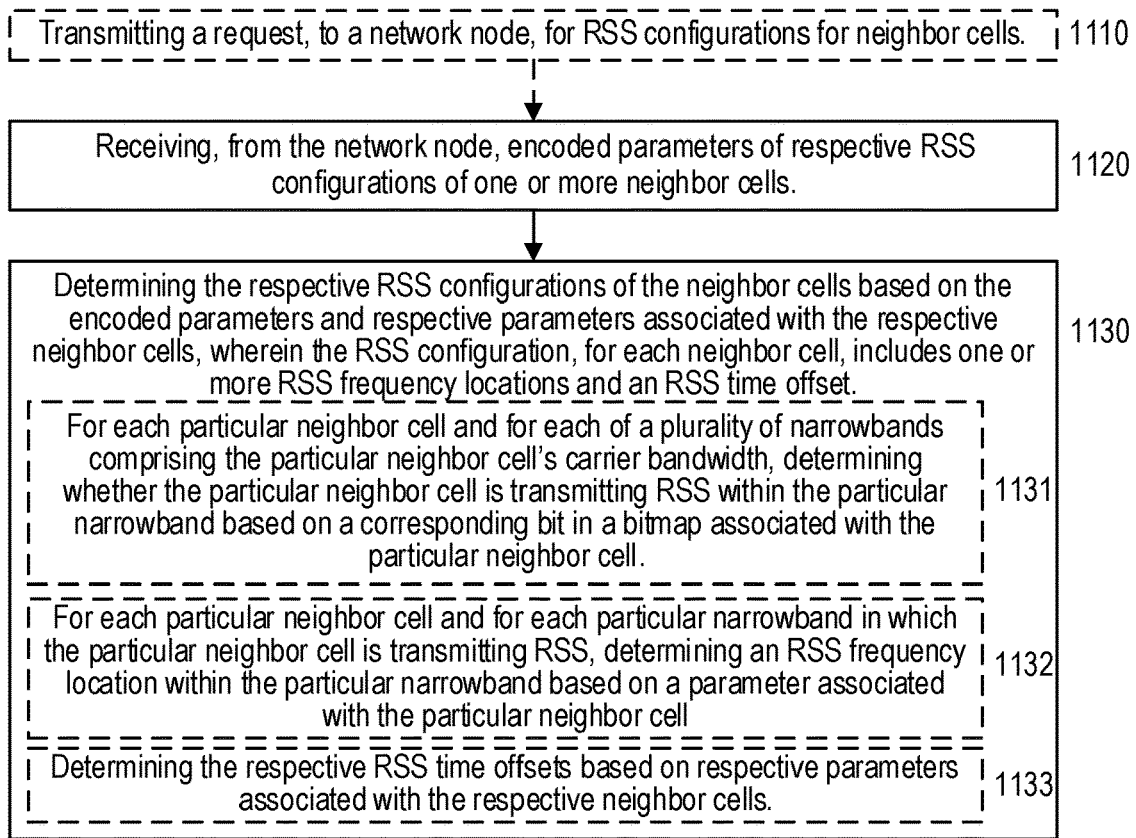 Transmitting a request, to a network node, for RSS configurations for neighbor cells. 1110
Receiving, from the network node, encoded parameters of respective RSS
configurations of one or more neighbor cells.
1120
Determining the respective RSS configurations of the neighbor cells based on the
encoded parameters and respective parameters associated with the respective
neighbor cells, wherein the RSS configuration, for each neighbor cell, includes one or
more RSS frequency locations and an RSS time offset.
1130
For each particular neighbor cell and for each of a plurality of narrowbands
comprising the particular neighbor cell's carrier bandwidth, determining
whether the particular neighbor cell is transmitting RSS within the particular
narrowband based on a corresponding bit in a bitmap associated with the
particular neighbor cell.
1131
For each particular neighbor cell and for each particular narrowband in which
the particular neighbor cell is transmitting RSS, determining an RSS frequency
location within the particular narrowband based on a parameter associated
with the particular neighbor cell
1132
Determining the respective RSS time offsets based on respective parameters
associated with the respective neighbor cells.
1133